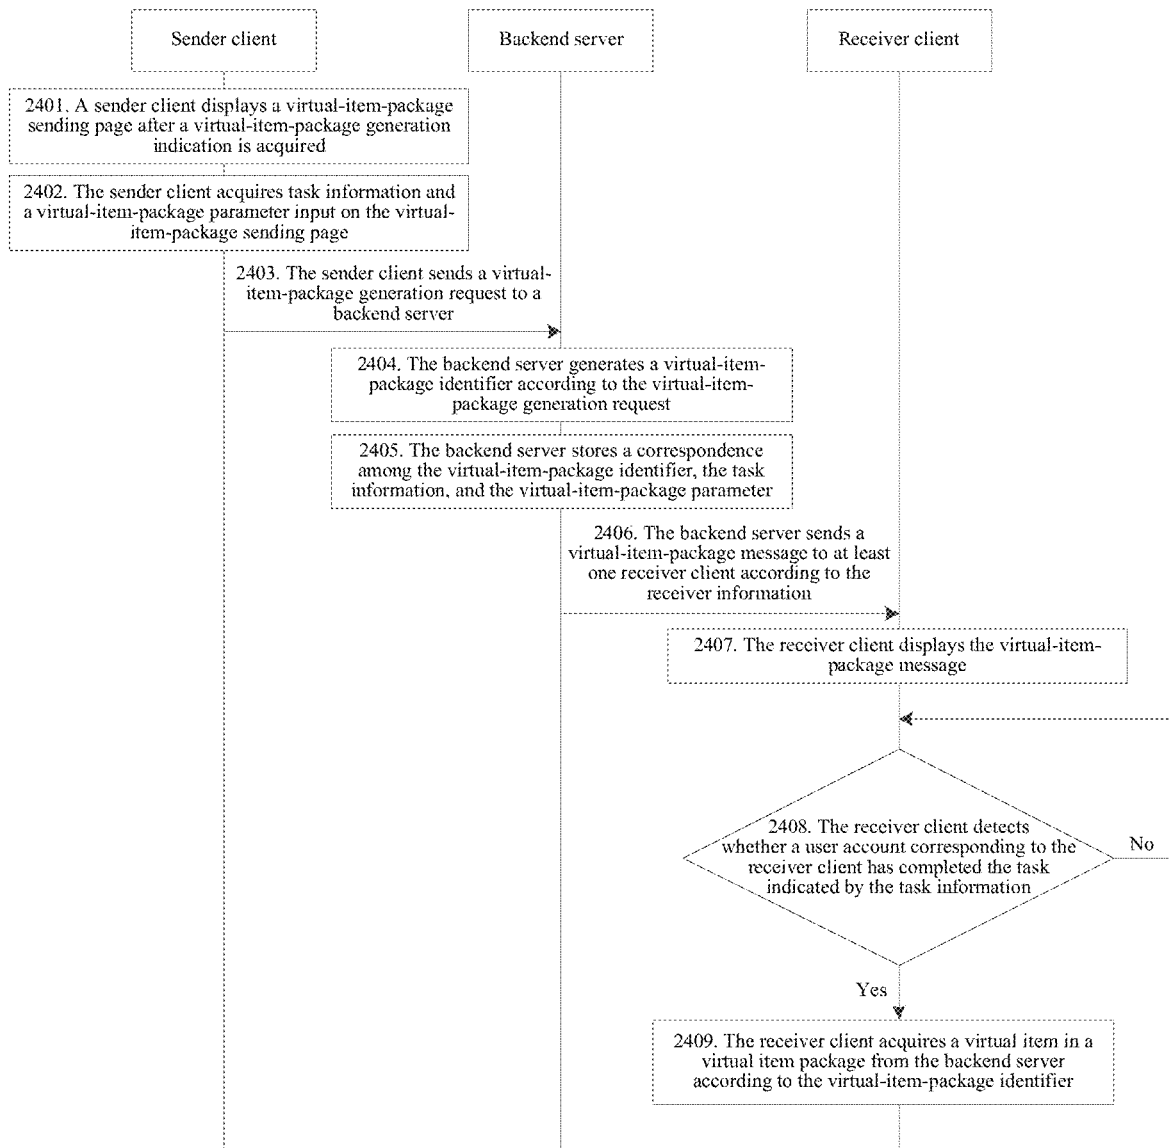 Sender client
Backend server
Receiver client
2401. A sender client displays a virtual-item-package
sending page after a virtual-item-package generation
indication is acquired
2402. The sender client acquires task information and
a virtual-item-package parameter input on the virtual-
item-package sending page
2403. The sender client sends a virtual-
item-package generation request to a
backend server
2404. The backend server generates a virtual-item-
package identifier according to the virtual-item-
package generation request
2405. The backend server stores a correspondence
among the virtual-item-package identifier, the task
information, and the virtual-item-package parameter
2406. The backend server sends a
virtual-item-package message to at least
one receiver client according to the
receiver information
2407. The receiver client displays the virtual-item-
package message
2408. The receiver client detects
whether a user account corresponding to the
receiver client has completed the task
indicated by the task information
No
Yes
2409. The receiver client acquires a virtual item in a
virtual item package from the backend server
according to the virtual-item-package identifier